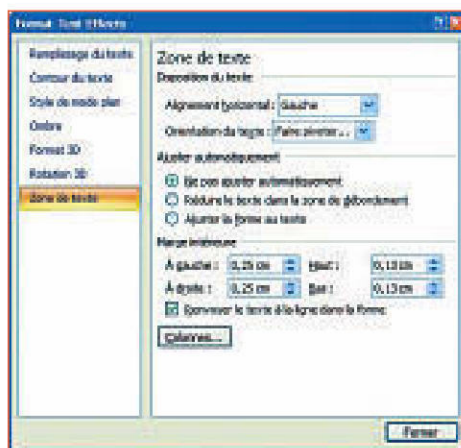 Format Text Effects
Remplissage du texte
Contour du texte
Style de mode plan
Ombre
Format 3D
Rotation 3D
Zone de texte
Zone de texte
Disposition du texte
Alignement horizontal : Gauche
Orientation du texte : Faire pivoter ...
Ajuster automatiquement
Ne pas ajuster automatiquement
Réduire le texte dans la zone de débordement
Ajuster la forme au texte
Marge intérieure
À gauche : 0,25 cm Haut : 0,13 cm
À droite : 0,25 cm Bas : 0,13 cm
Renvoyer le texte à la ligne dans la forme
Colonnes...
Fermer